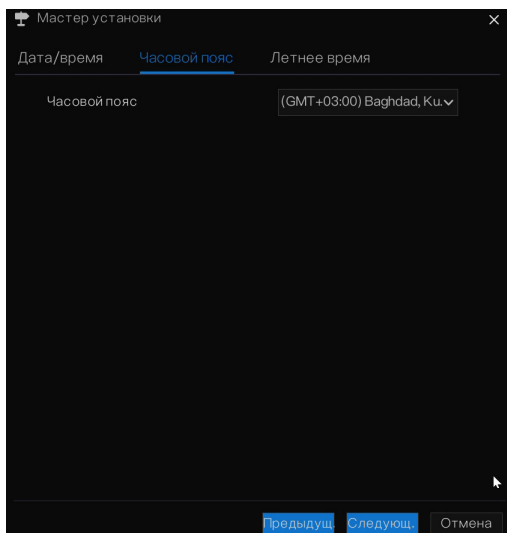 Мастер установки
Дата/время Часовой пояс Летнее время
Часовой пояс (GMT+03:00) Baghdad, Ku.
Предыдущ. Следующ. Отмена